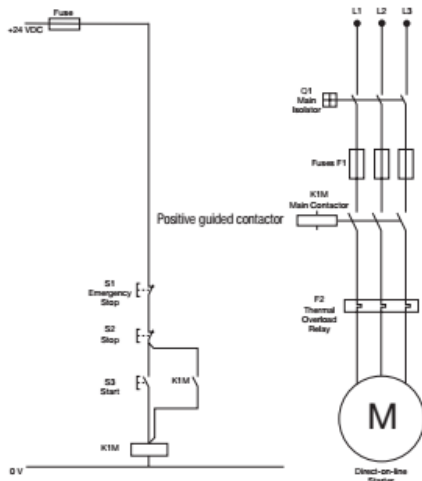 Fuse
+24 VDC
S1
Emergency
Stop
S2
Stop
S3
Start
K1M
K1M
0 V
L1
L2
L3
Q1
Main
Isolator
Fuses F1
K1M
Main Contactor
Positive guided contactor
F2
Thermal
Overload
Relay
M
Direct-on-line
Starter